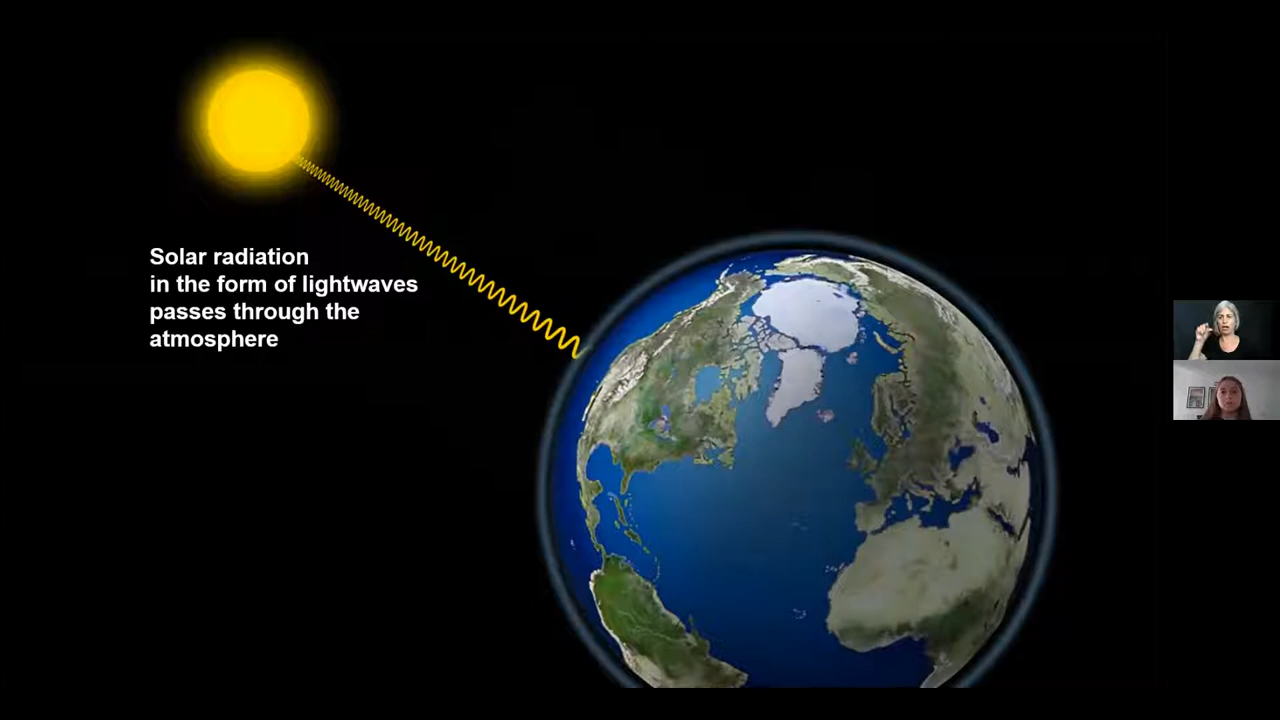 Solar radiation
in the form of lightwaves
passes through the
atmosphere